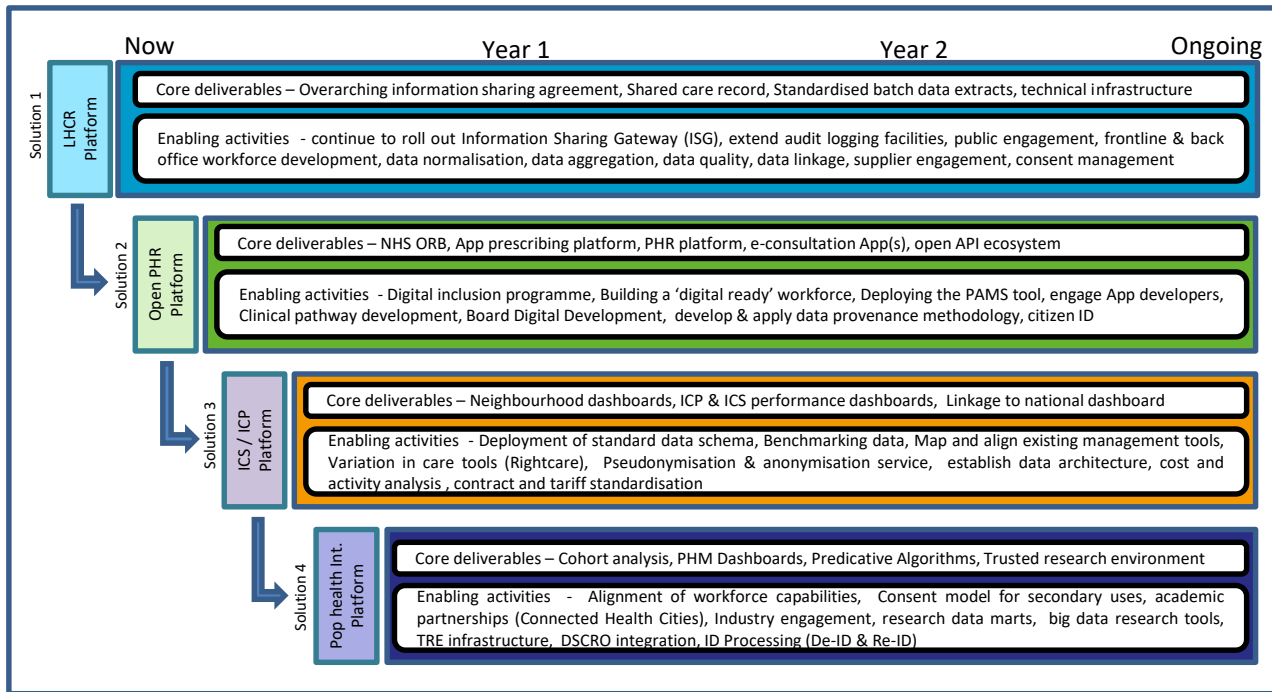 Now Year 1 Year 2 Ongoing
Solution 1
LHCR
Platform
Core deliverables – Overarching information sharing agreement, Shared care record, Standardised batch data extracts, technical infrastructure
Enabling activities - continue to roll out Information Sharing Gateway (ISG), extend audit logging facilities, public engagement, frontline & back
office workforce development, data normalisation, data aggregation, data quality, data linkage, supplier engagement, consent management
Solution 2
Open PHR
Platform
Core deliverables – NHS ORB, App prescribing platform, PHR platform, e-consultation App(s), open API ecosystem
Enabling activities - Digital inclusion programme, Building a ‘digital ready’ workforce, Deploying the PAMS tool, engage App developers,
Clinical pathway development, Board Digital Development, develop & apply data provenance methodology, citizen ID
Solution 3
ICS / ICP
Platform
Core deliverables – Neighbourhood dashboards, ICP & ICS performance dashboards, Linkage to national dashboard
Enabling activities - Deployment of standard data schema, Benchmarking data, Map and align existing management tools,
Variation in care tools (Rightcare), Pseudonymisation & anonymisation service, establish data architecture, cost and
activity analysis , contract and tariff standardisation
Solution 4
Pop health Int.
Platform
Core deliverables – Cohort analysis, PHM Dashboards, Predicative Algorithms, Trusted research environment
Enabling activities - Alignment of workforce capabilities, Consent model for secondary uses, academic
partnerships (Connected Health Cities), Industry engagement, research data marts, big data research tools,
TRE infrastructure, DSCRO integration, ID Processing (De-ID & Re-ID)